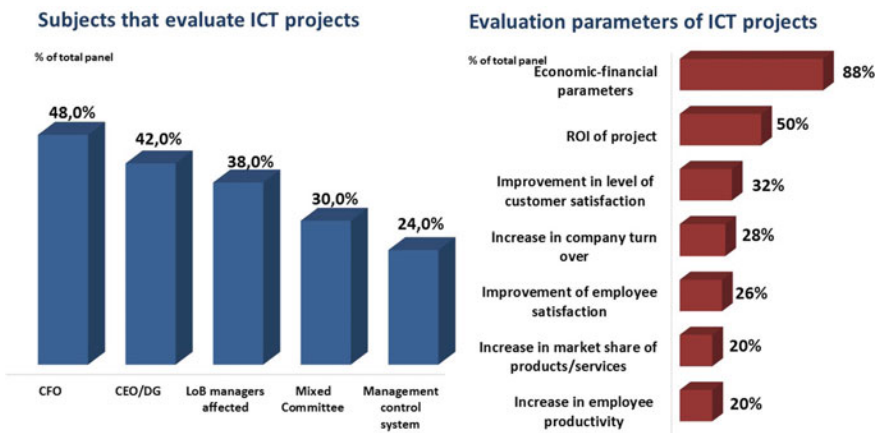 Subjects that evaluate ICT projects
% of total panel
48,0%
42,0%
38,0%
30,0%
24,0%
CFO
CEO/DG
LoB managers
affected
Mixed
Committee
Management
control
system
Evaluation parameters of ICT projects
% of total panel
Economic-financial
parameters
88%
ROI of project
50%
Improvement in level of
customer satisfaction
32%
Increase in company turn
over
28%
Improvement of employee
satisfaction
26%
Increase in market share of
products/services
20%
Increase in employee
productivity
20%